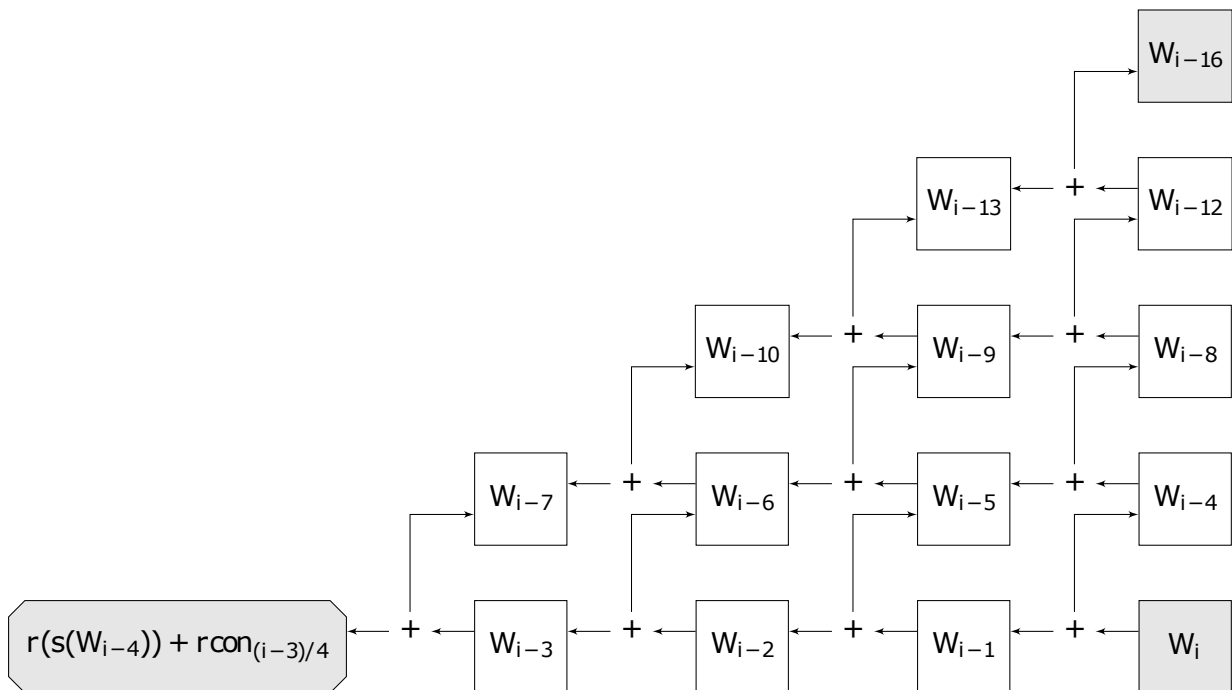 W_{i−16}
W_{i−13} + W_{i−12}
W_{i−10} + W_{i−9} + W_{i−8}
W_{i−7} + W_{i−6} + W_{i−5} + W_{i−4}
r(s(W_{i−4})) + rcon_{(i−3)/4} + W_{i−3} + W_{i−2} + W_{i−1} + W_i